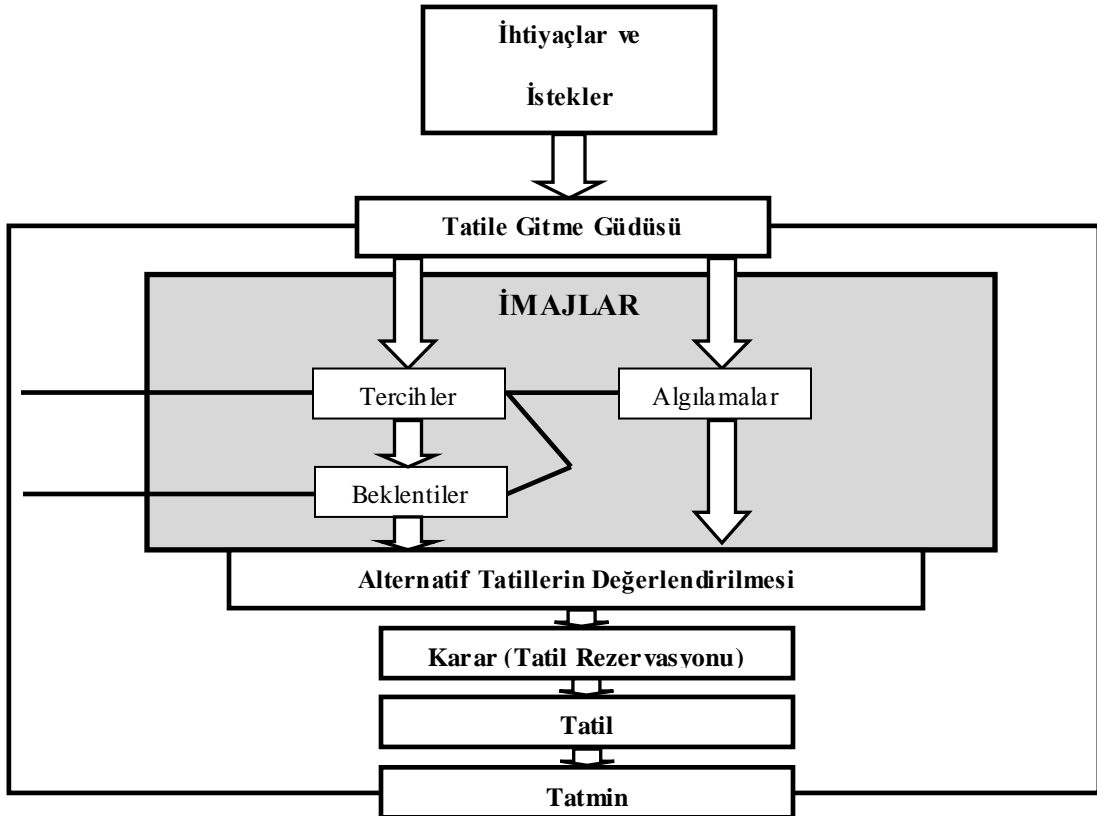 İhtiyaçlar ve
İstekler
Tatile Gitme Güdüsü
İMAJLAR
Tercihler
Algılamalar
Beklentiler
Alternatif Tatillerin Değerlendirilmesi
Karar (Tatil Rezervasyonu)
Tatil
Tatmin